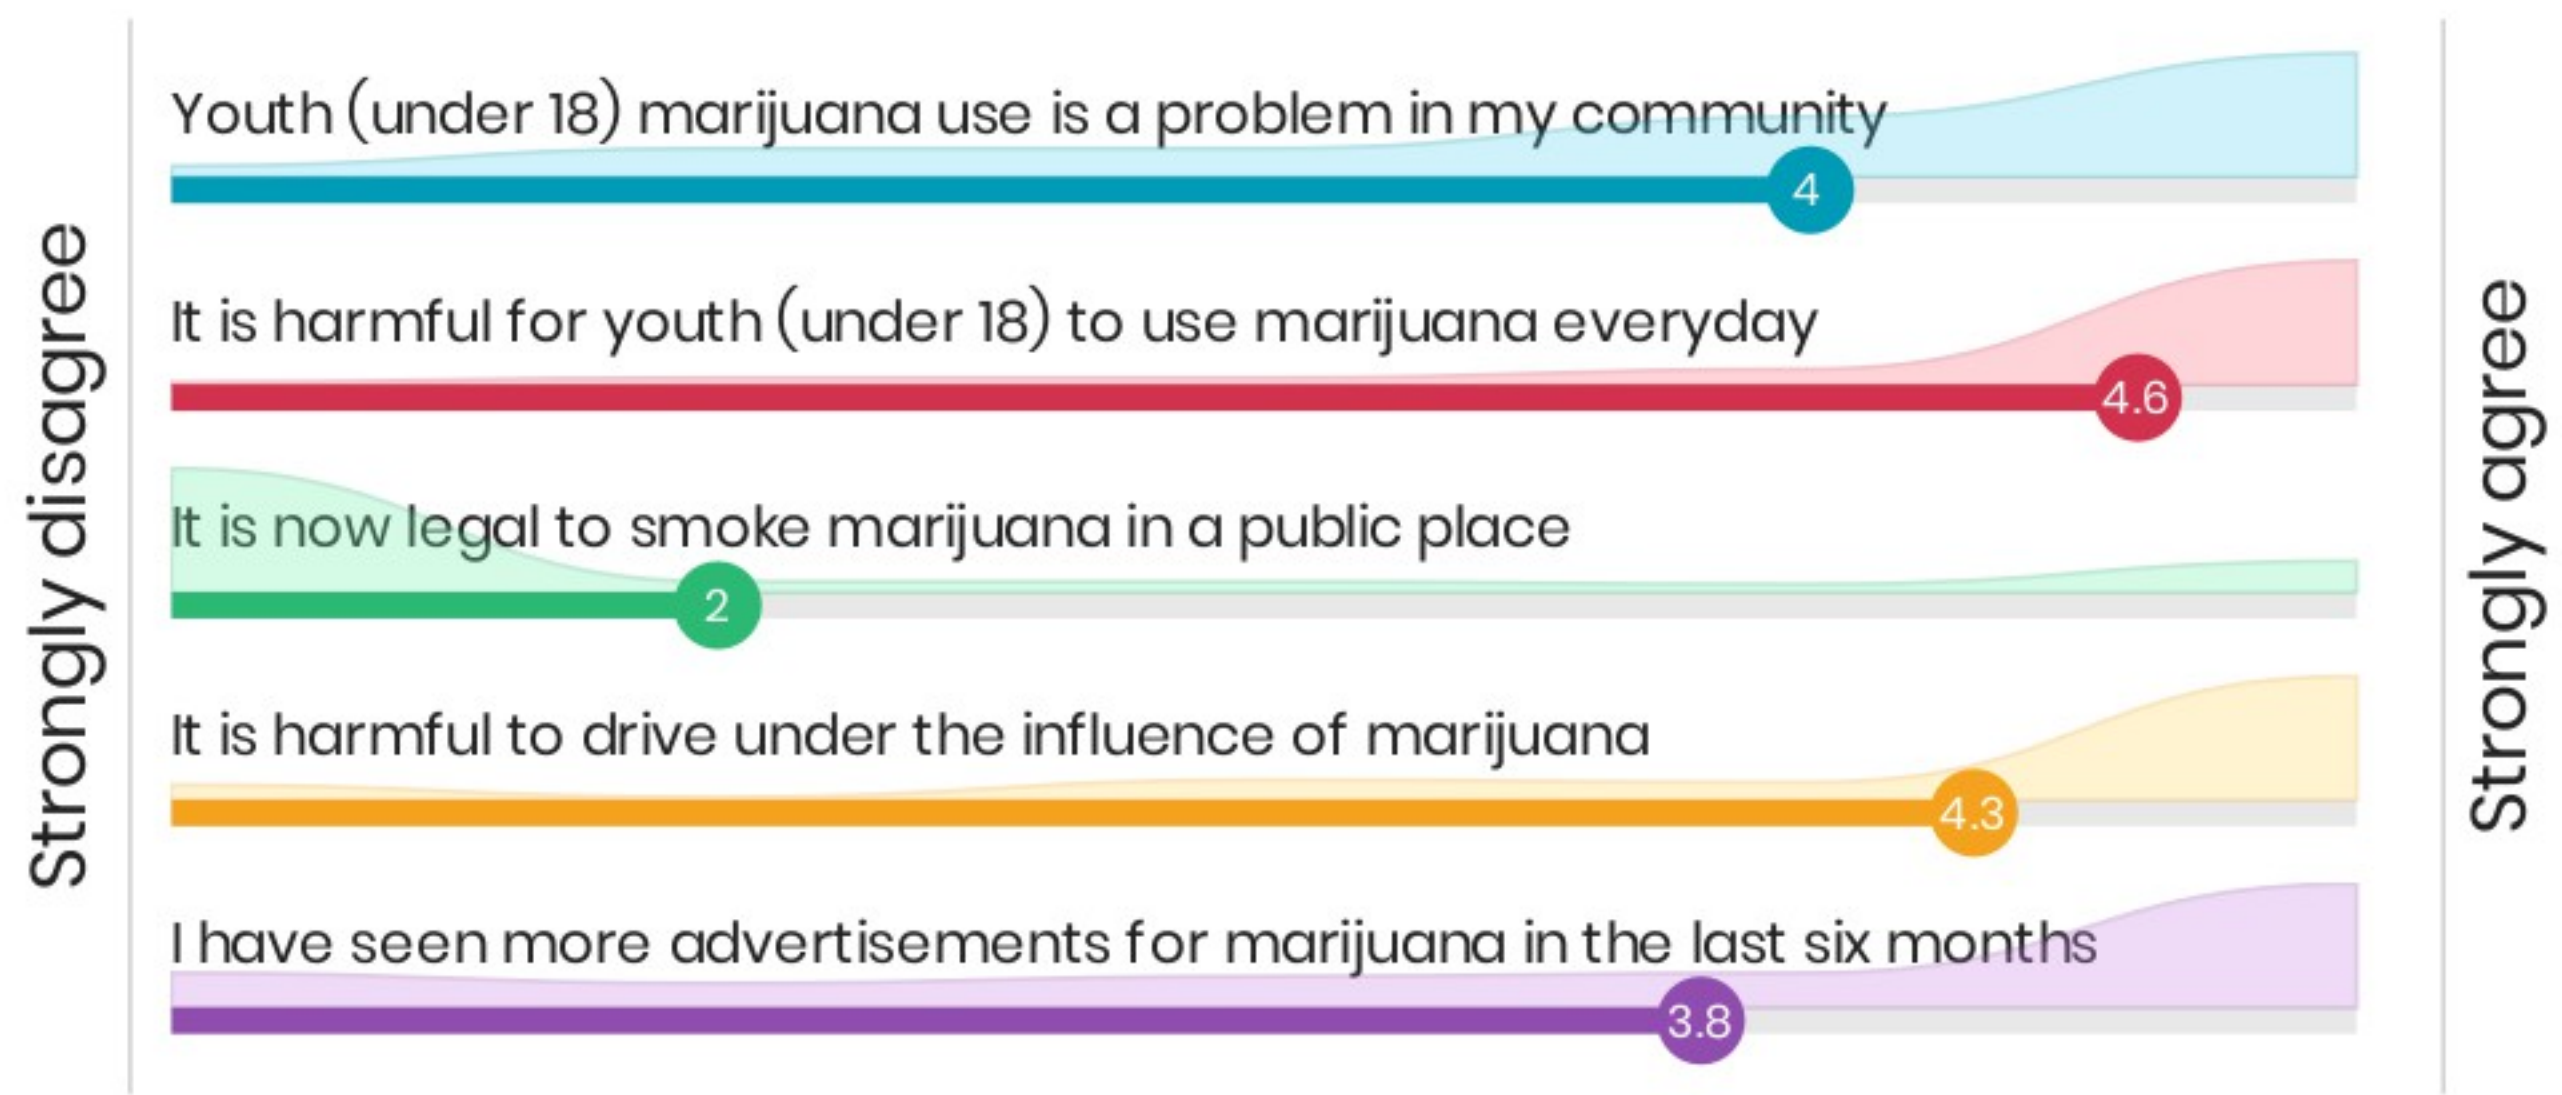 Strongly disagree
Youth (under 18) marijuana use is a problem in my community
4
It is harmful for youth (under 18) to use marijuana everyday
4.6
It is now legal to smoke marijuana in a public place
2
It is harmful to drive under the influence of marijuana
4.3
I have seen more advertisements for marijuana in the last six months
3.8
Strongly agree